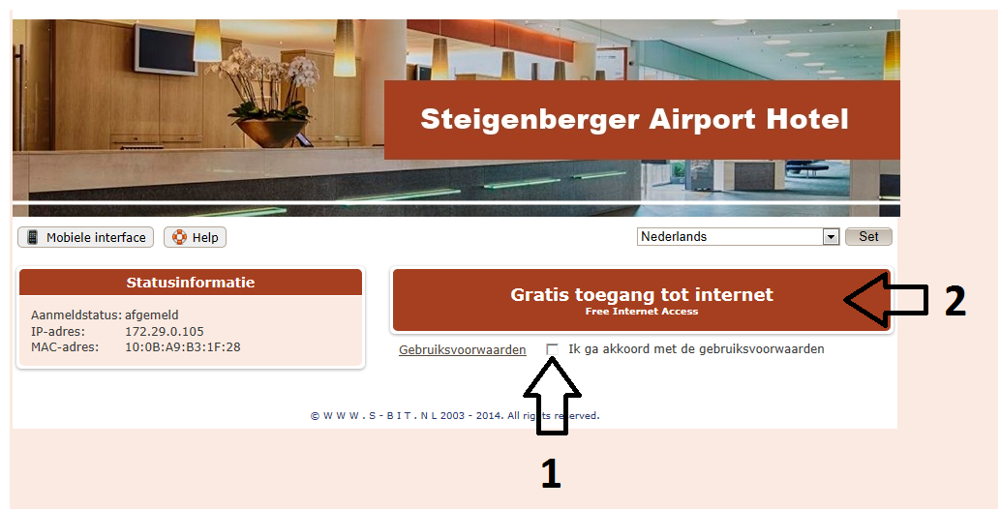 Steigenberger Airport Hotel
Mobiele interface Help Nederlands Set
Statusinformatie
Aanmeldstatus: afgemeld
IP-adres: 172.29.0.105
MAC-adres: 10:0B:A9:B3:1F:28
Gratis toegang tot internet
Free Internet Access
2
Gebruiksvoorwaarden Ik ga akkoord met de gebruiksvoorwaarden
© W W W . S - B I T . N L 2003 - 2014. All rights reserved.
1